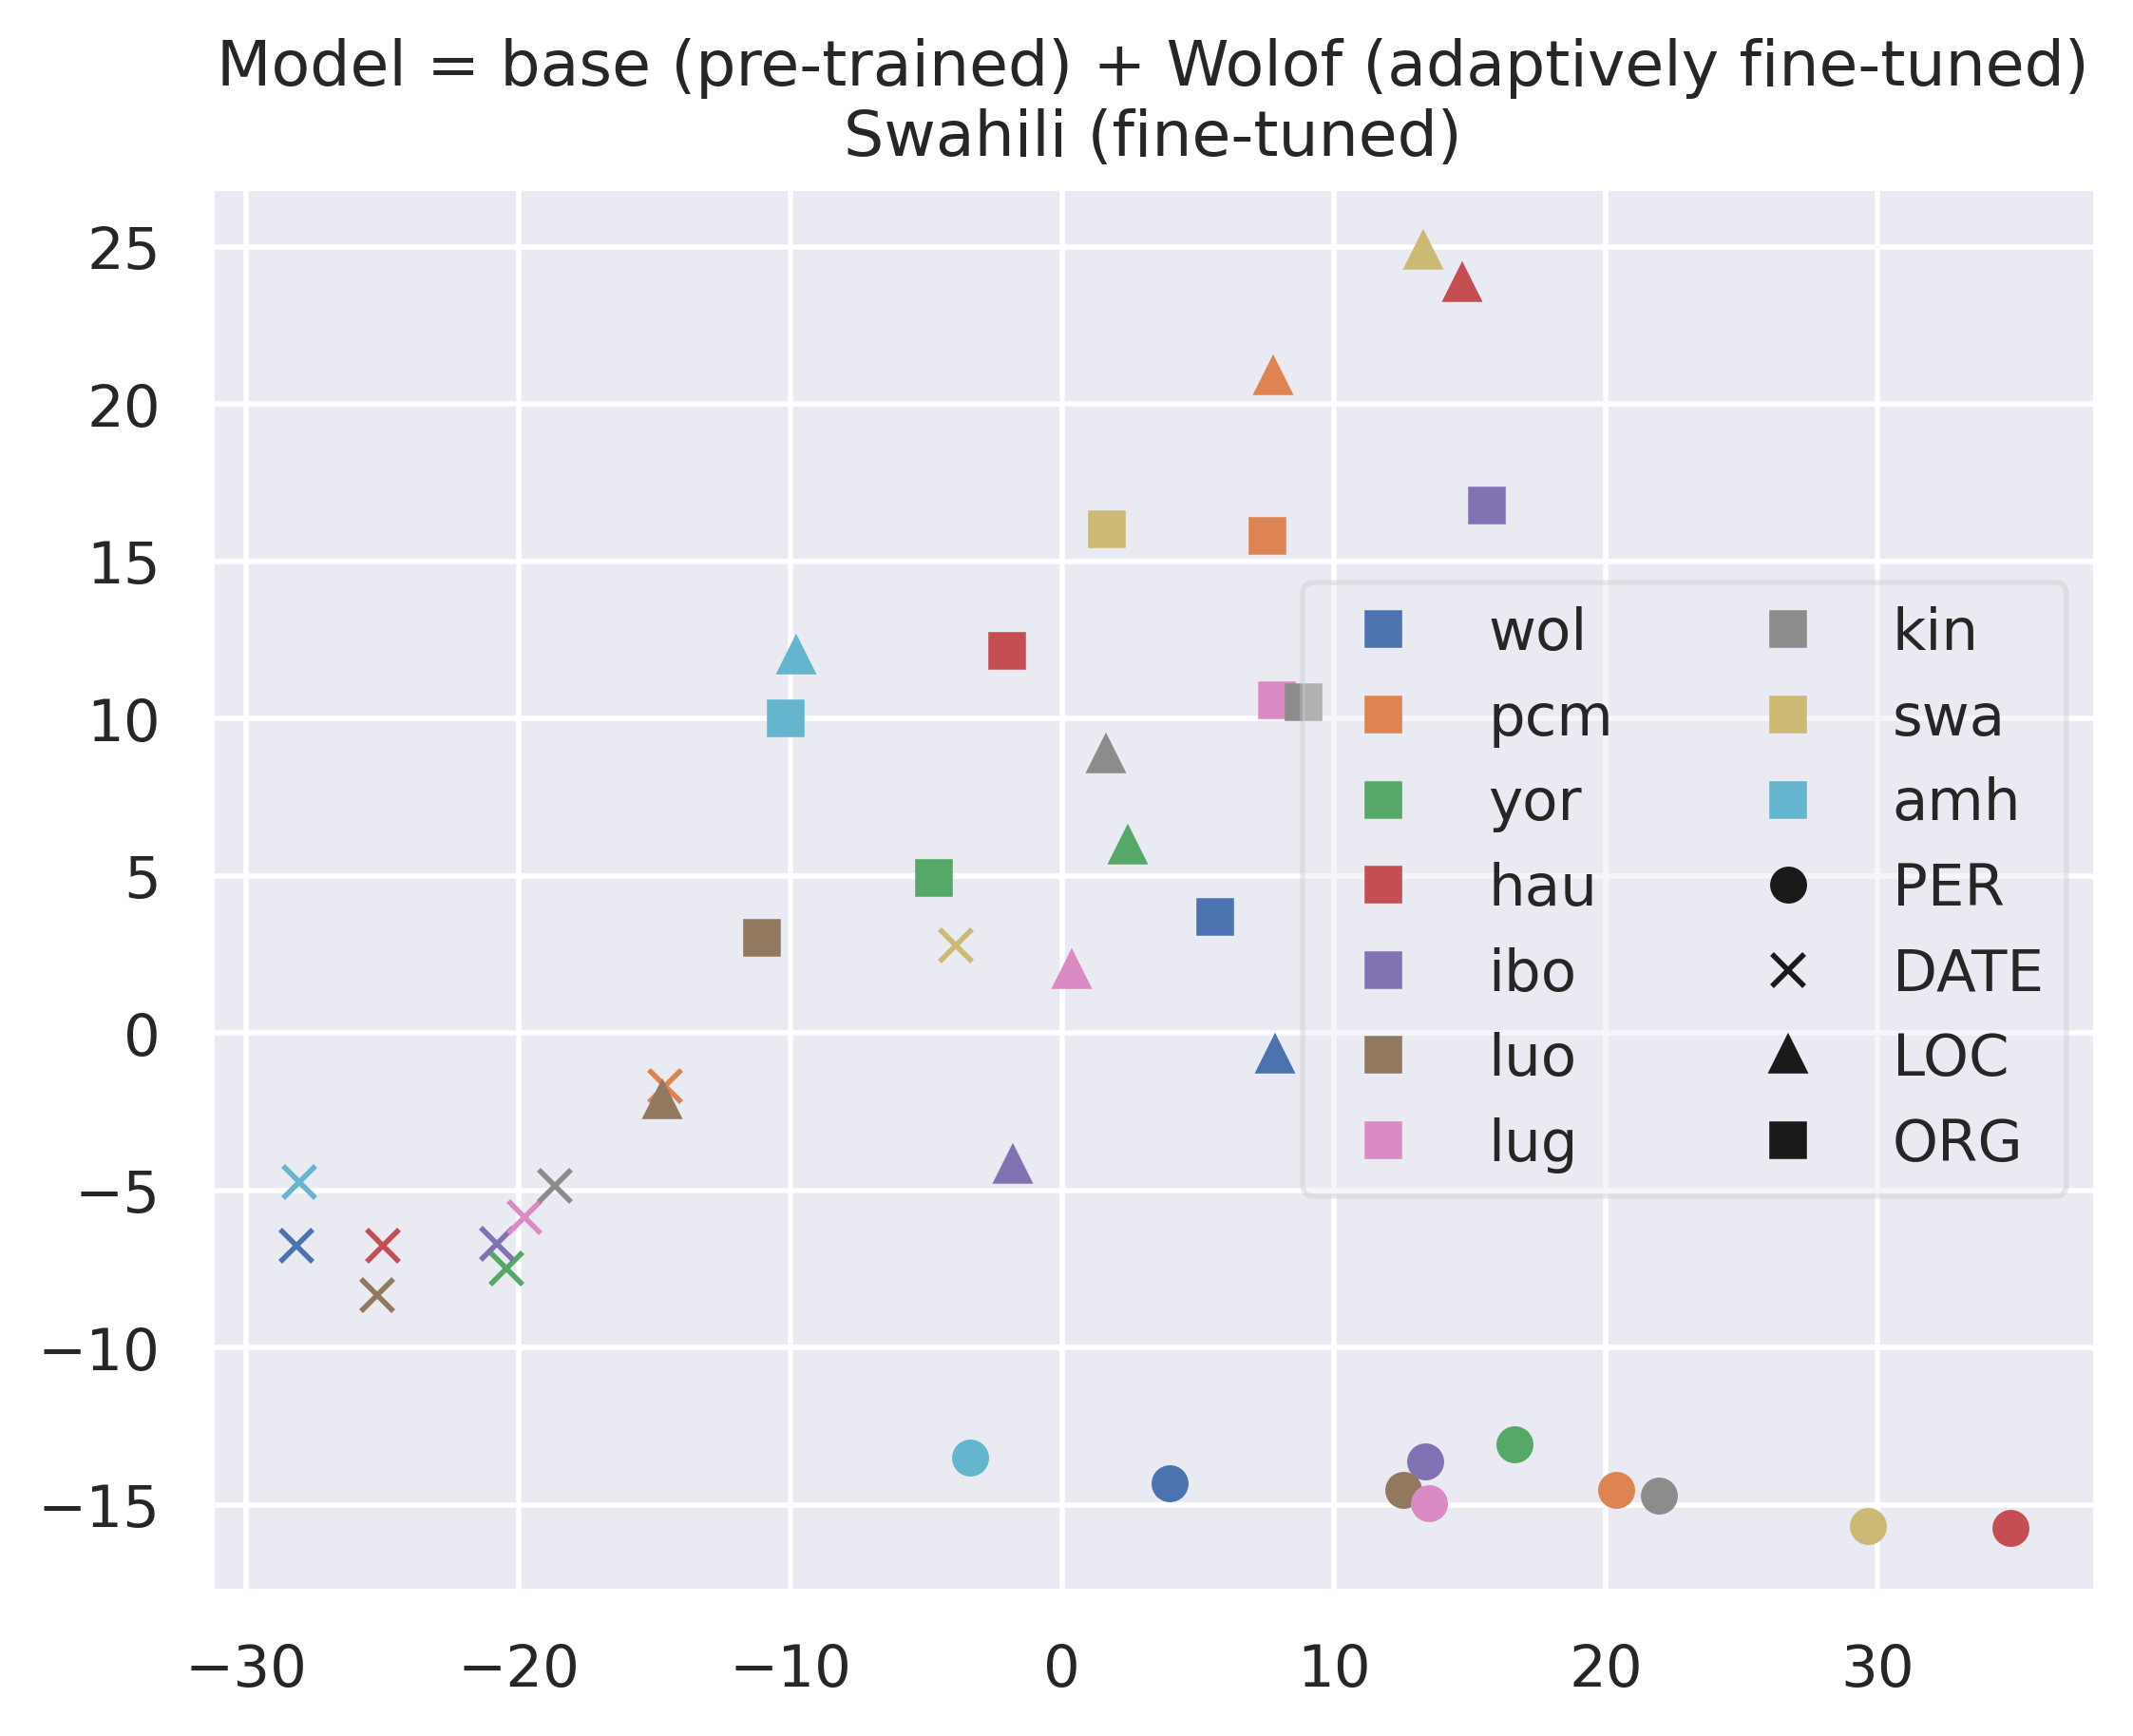 Model = base (pre-trained) + Wolof (adaptively fine-tuned)
Swahili (fine-tuned)
25
20
15
10
5
0
−5
−10
−15
wol
pcm
yor
hau
ibo
luo
lug
kin
swa
amh
PER
DATE
LOC
ORG
−30
−20
−10
0
10
20
30